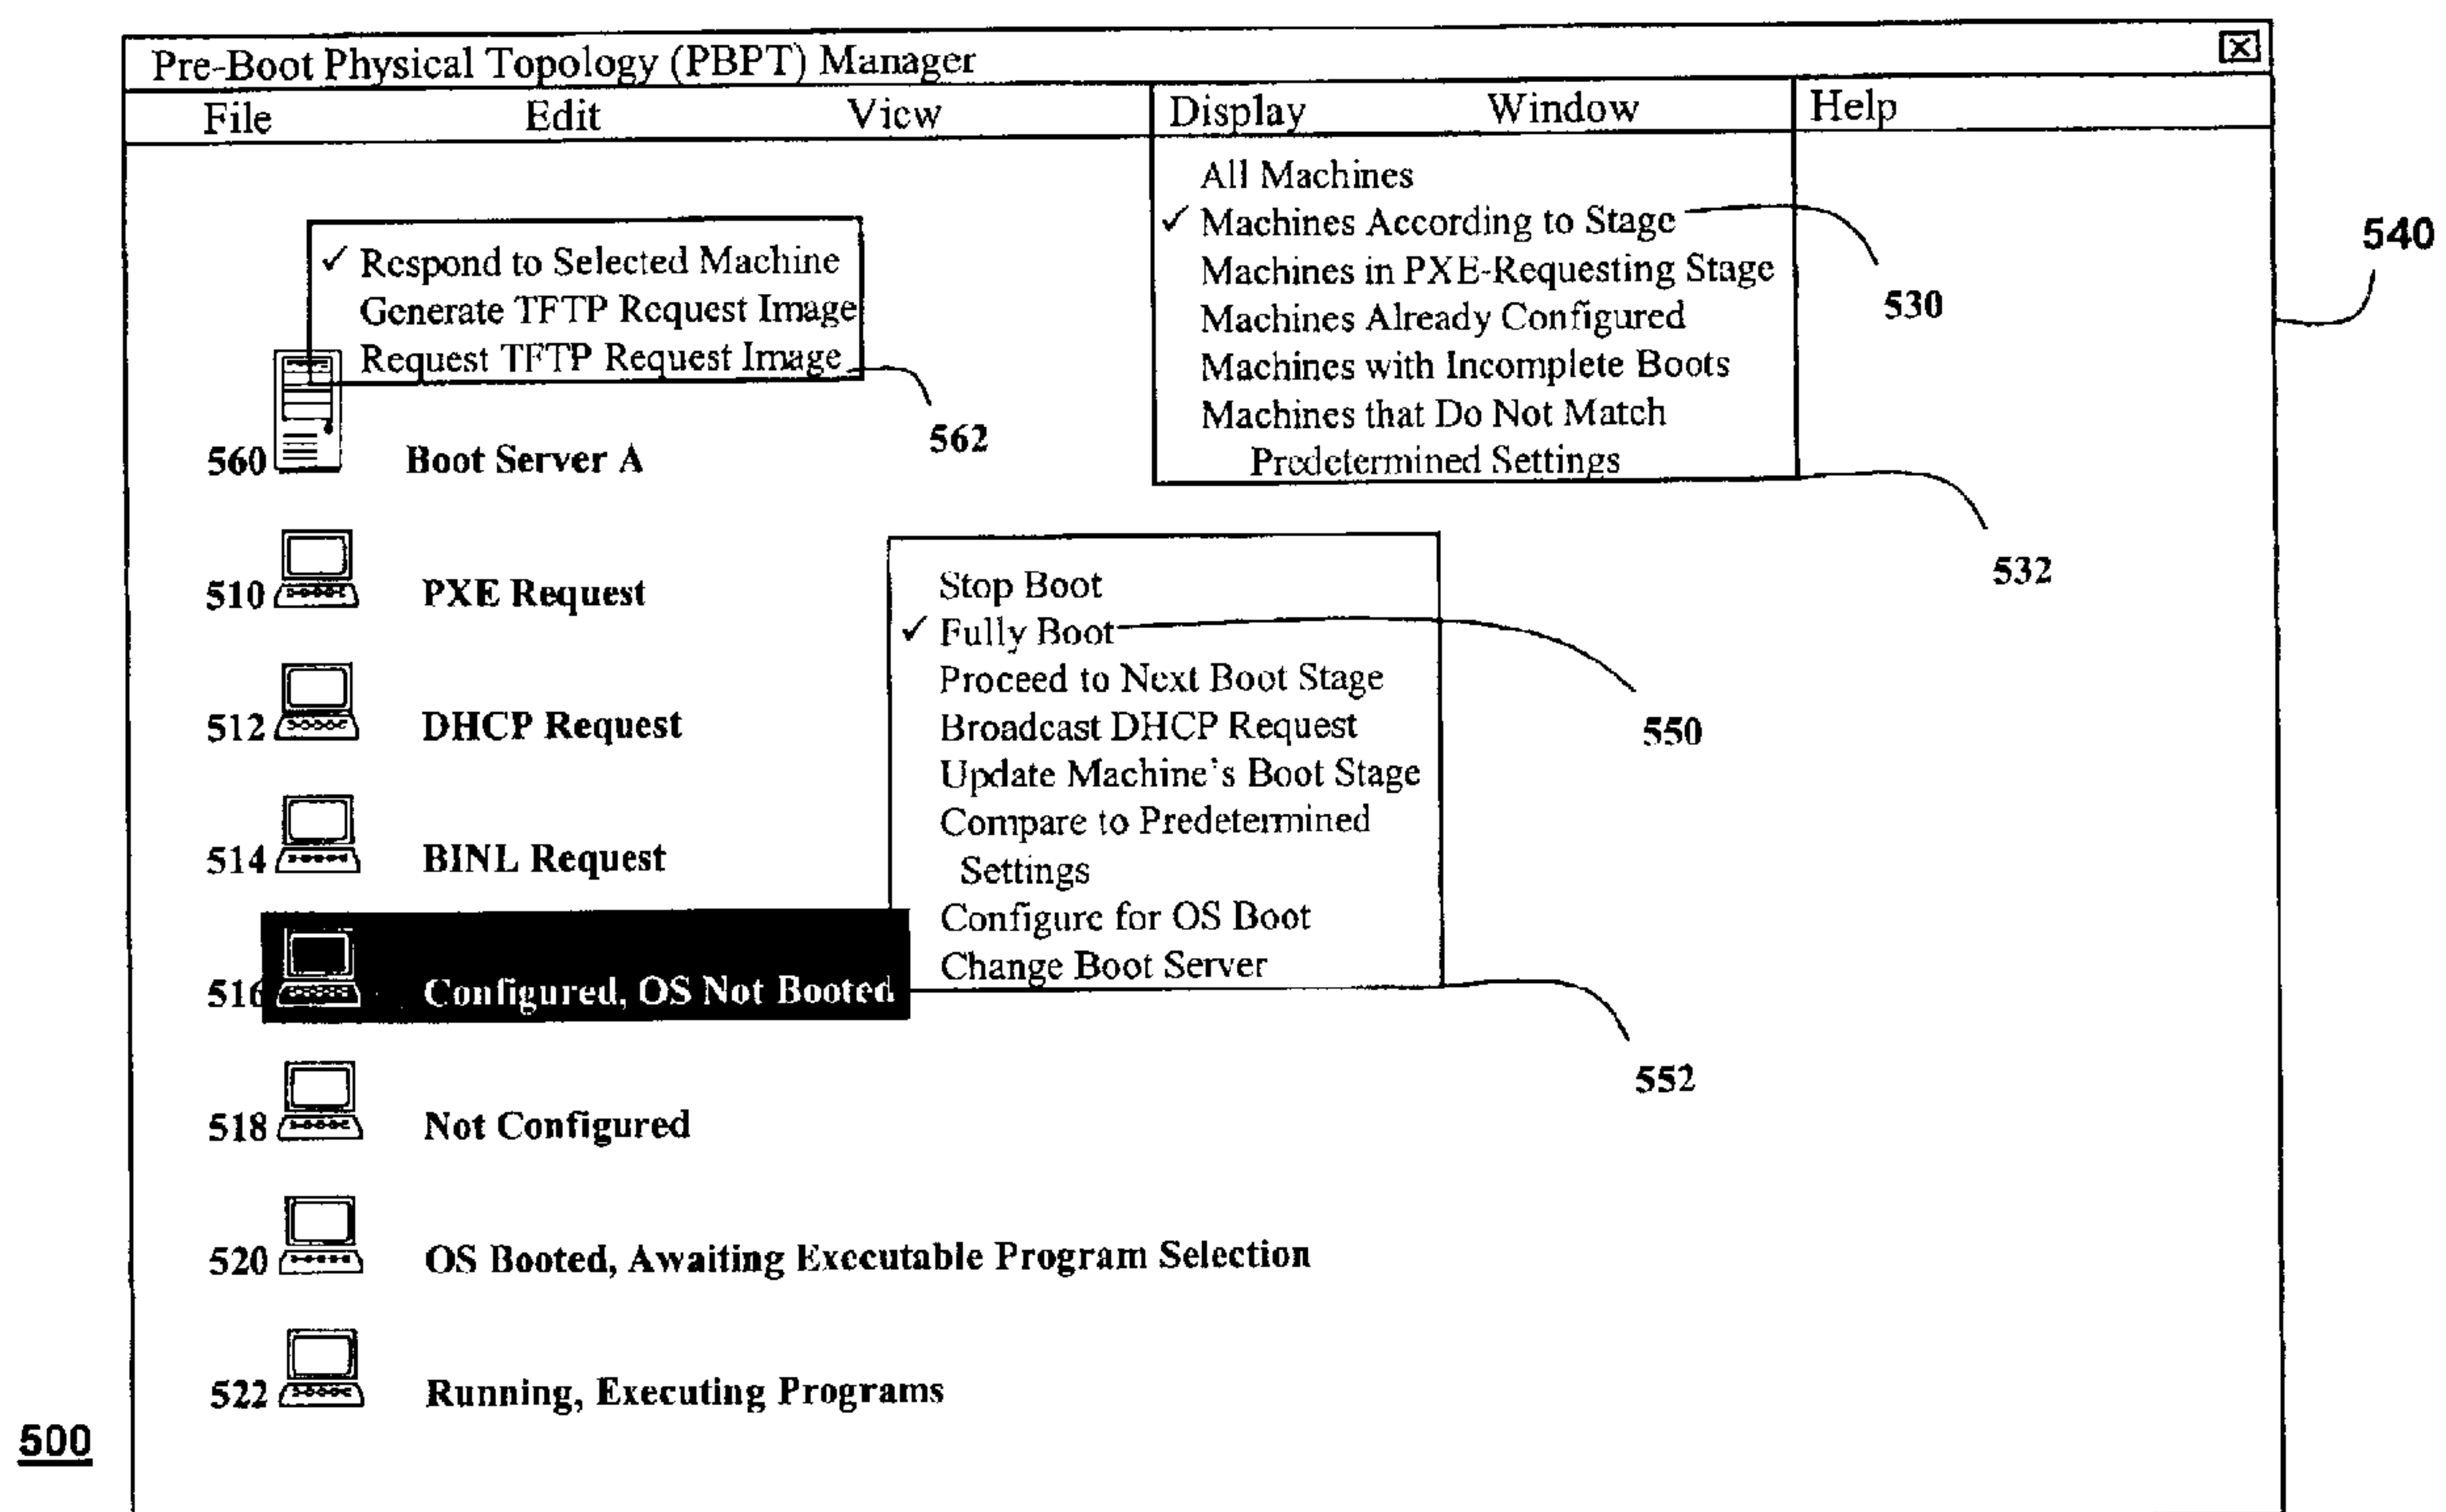 Pre-Boot Physical Topology (PBPT) Manager
File Edit View Display Window Help
All Machines
✓ Machines According to Stage
Machines in PXE-Requesting Stage
Machines Already Configured
Machines with Incomplete Boots
Machines that Do Not Match
Predetermined Settings
530
532
540
✓ Respond to Selected Machine
Generate TFTP Request Image
Request TFTP Request Image
562
560 Boot Server A
510 PXE Request
512 DHCP Request
514 BINL Request
516 Configured, OS Not Booted
Stop Boot
✓ Fully Boot
Proceed to Next Boot Stage
Broadcast DHCP Request
Update Machine's Boot Stage
Compare to Predetermined
Settings
Configure for OS Boot
Change Boot Server
550
552
518 Not Configured
520 OS Booted, Awaiting Executable Program Selection
522 Running, Executing Programs
500